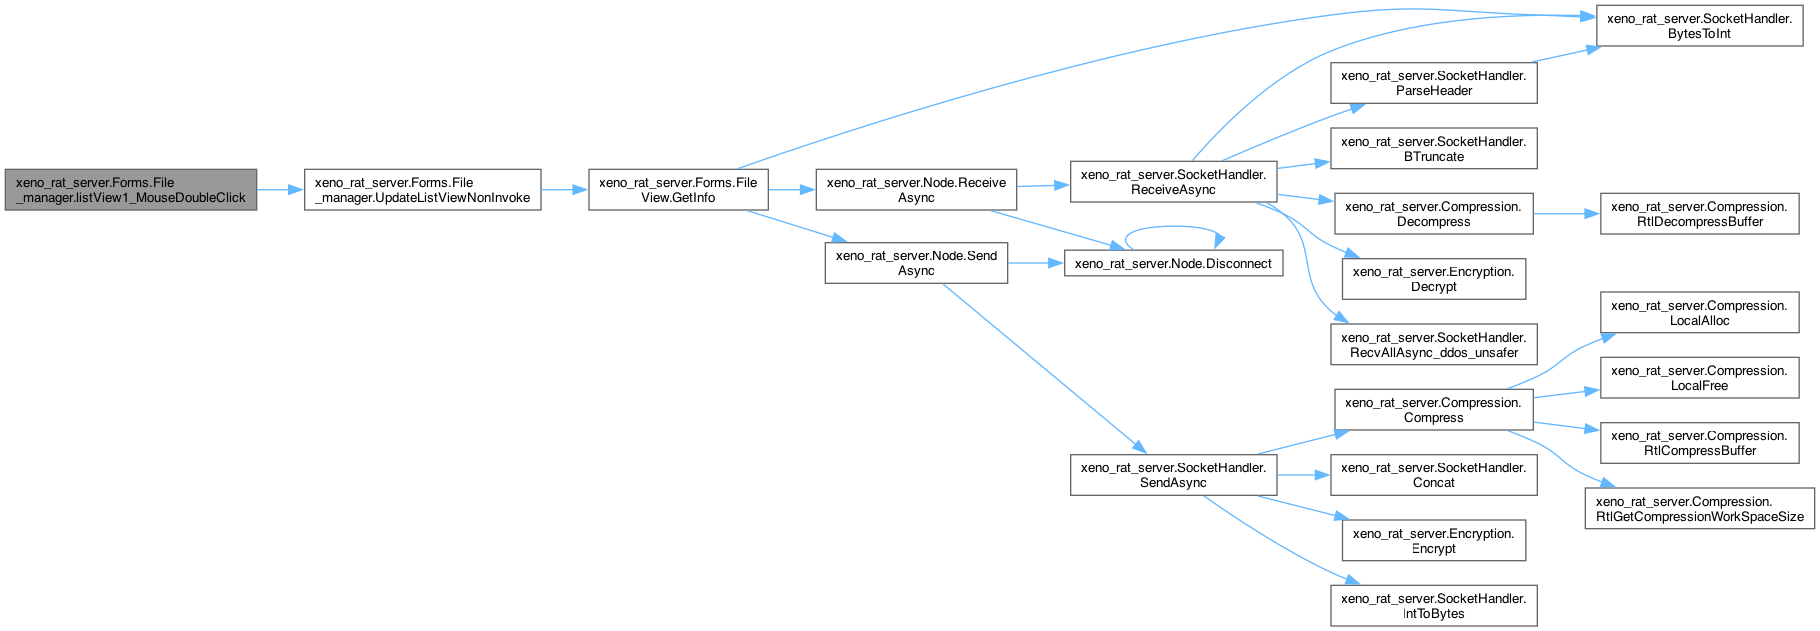 xeno_rat_server.Forms.File
_manager.listView1_MouseDoubleClick
xeno_rat_server.Forms.File
_manager.UpdateListViewNonInvoke
xeno_rat_server.Forms.File
View.GetInfo
xeno_rat_server.Node.Receive
Async
xeno_rat_server.Node.Send
Async
xeno_rat_server.SocketHandler.
ReceiveAsync
xeno_rat_server.Node.Disconnect
xeno_rat_server.SocketHandler.
SendAsync
xeno_rat_server.SocketHandler.
ParseHeader
xeno_rat_server.SocketHandler.
BTruncate
xeno_rat_server.Compression.
Decompress
xeno_rat_server.Encryption.
Decrypt
xeno_rat_server.SocketHandler.
RecvAllAsync_ddos_unsafer
xeno_rat_server.Compression.
Compress
xeno_rat_server.SocketHandler.
Concat
xeno_rat_server.Encryption.
Encrypt
xeno_rat_server.SocketHandler.
IntToBytes
xeno_rat_server.SocketHandler.
BytesToInt
xeno_rat_server.Compression.
RtlDecompressBuffer
xeno_rat_server.Compression.
LocalAlloc
xeno_rat_server.Compression.
LocalFree
xeno_rat_server.Compression.
RtlCompressBuffer
xeno_rat_server.Compression.
RtlGetCompressionWorkSpaceSize